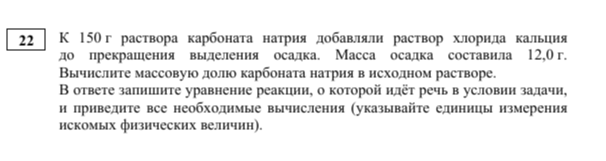 22
К 150 г раствора карбоната натрия добавляли раствор хлорида кальция
до прекращения выделения осадка. Масса осадка составила 12,0 г.
Вычислите массовую долю карбоната натрия в исходном растворе.
В ответе запишите уравнение реакции, о которой идёт речь в условии задачи,
и приведите все необходимые вычисления (указывайте единицы измерения
искомых физических величин).